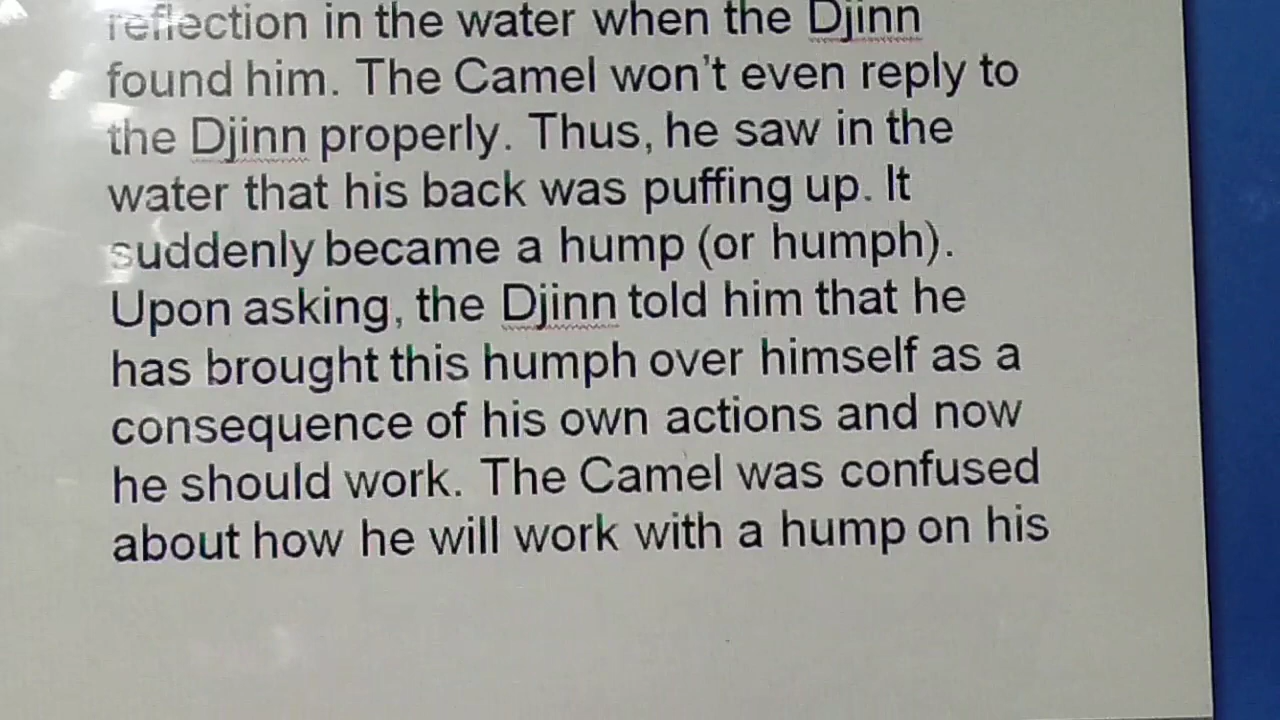 reflection in the water when the Djinn
found him. The Camel won't even reply to
the Djinn properly. Thus, he saw in the
water that his back was puffing up. It
suddenly became a hump (or humph).
Upon asking, the Djinn told him that he
has brought this humph over himself as a
consequence of his own actions and now
he should work. The Camel was confused
about how he will work with a hump on his